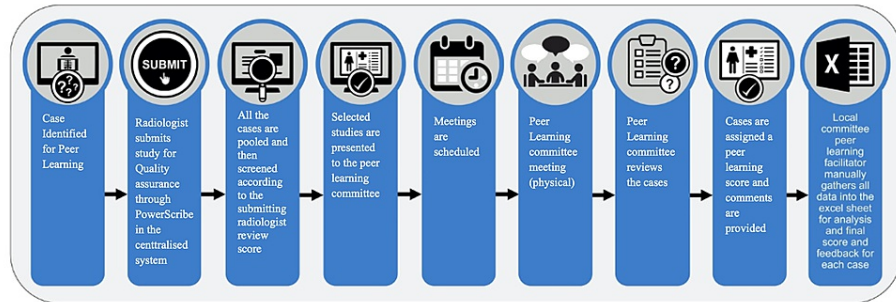 Case
Identified
for Peer
Learning
SUBMIT
Radiologist
submits
study for
Quality
assurance
through
PowerScribe
in the
centtralised
system
All the
cases are
pooled and
then
screened
according
to the
submitting
radiologist
review
score
Selected
studies are
presented
to the peer
learning
committee
Meetings
are
scheduled
Peer
Learning
committee
meeting
(physical)
Peer
Learning
committee
reviews
the cases
Cases are
assigned a
peer
learning
score and
comments
are
provided
X
Local
committee
peer
learning
facilitator
manually
gathers all
data into the
excel sheet
for analysis
and final
score and
feedback for
each case